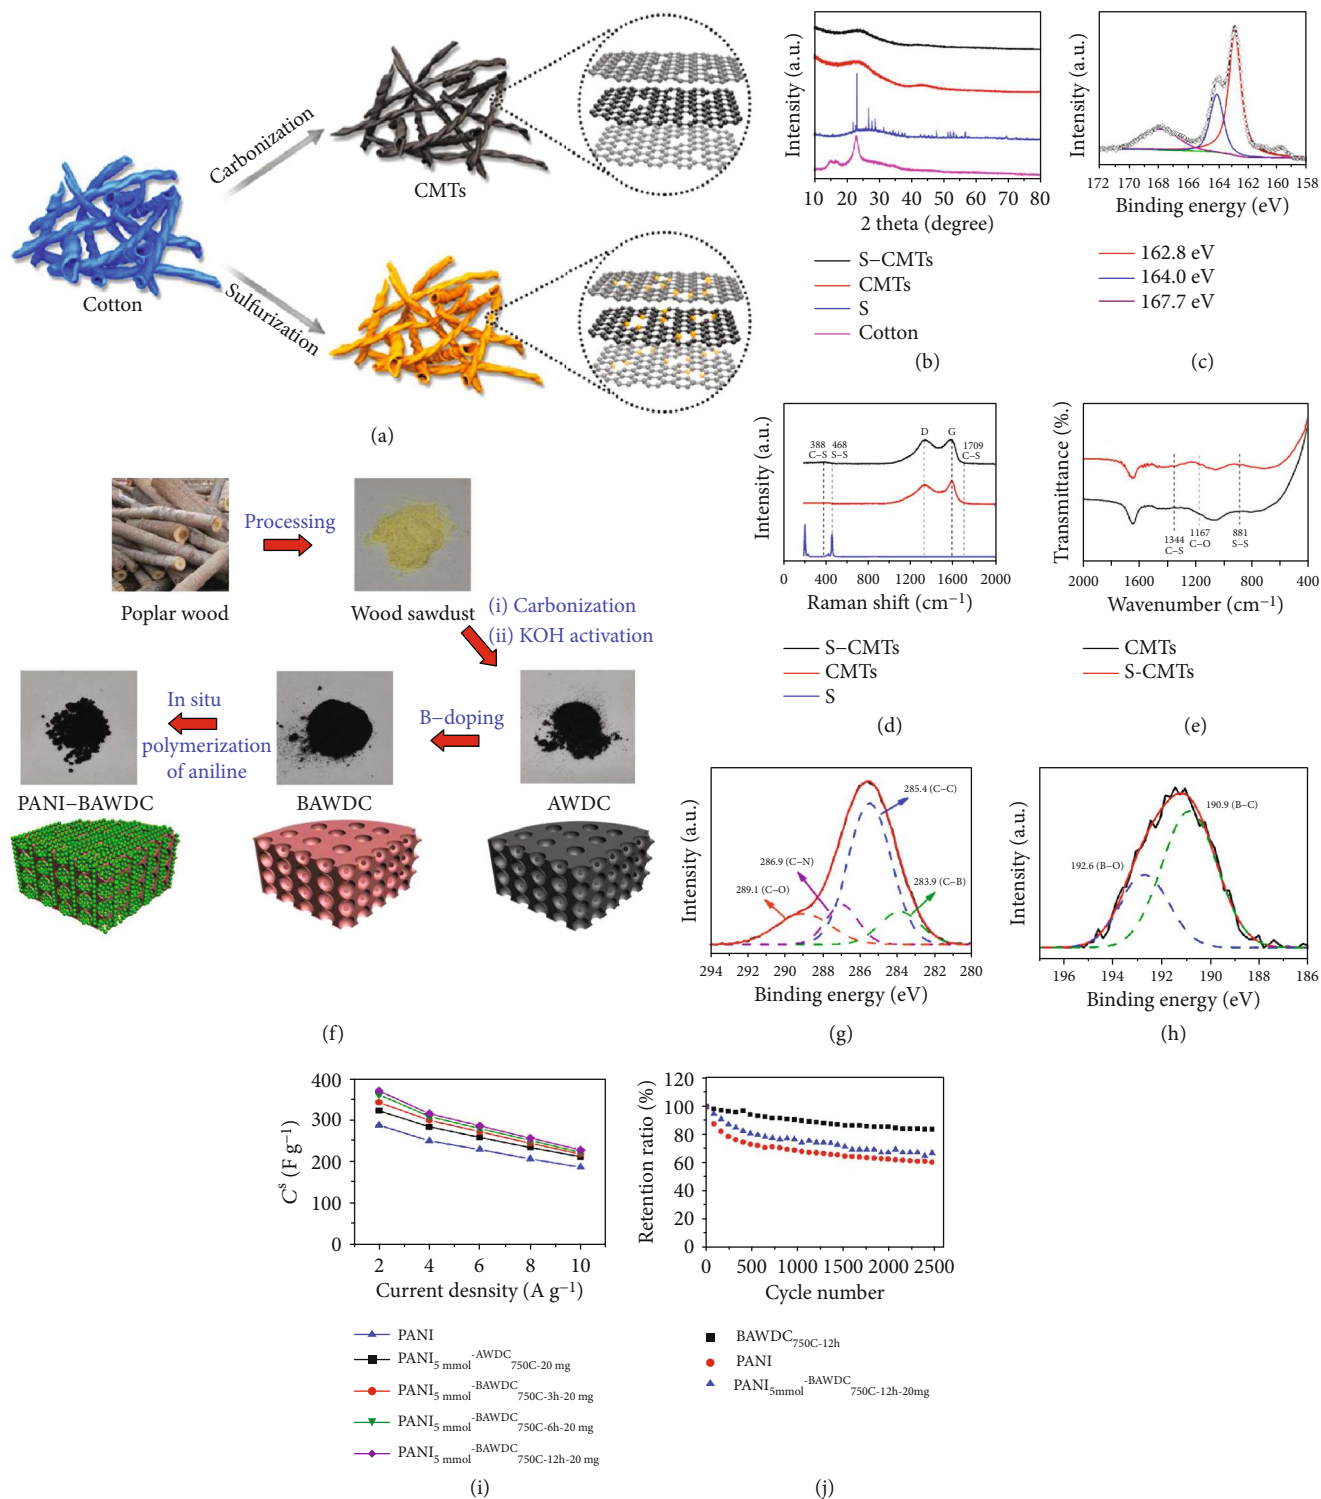 Carbonization
CMTs
Cotton
Sulfurization
(a)
Intensity (a.u.)
10 20 30 40 50 60 70 80
2 theta (degree)
S–CMTs
CMTs
S
Cotton
(b)
Intensity (a.u.)
172 170 168 166 164 162 160 158
Binding energy (eV)
162.8 eV
164.0 eV
167.7 eV
(c)
Intensity (a.u.)
388
C–S
468
S–S
D
G
1709
C–S
0 400 800 1200 1600 2000
Raman shift (cm⁻¹)
S–CMTs
CMTs
S
(d)
Transmittance (%.
1344
C–S
1167
C–O
881
S–S
2000 1600 1200 800 400
Wavenumber (cm⁻¹)
CMTs
S-CMTs
(e)
Processing
Poplar wood
Wood sawdust
(i) Carbonization
(ii) KOH activation
In situ
polymerization
of aniline
B–doping
PANI–BAWDC
BAWDC
AWDC
(f)
Intensity (a.u.)
285.4 (C–C)
286.9 (C–N)
289.1 (C–O)
283.9 (C–B)
294 292 290 288 286 284 282 280
Binding energy (eV)
(g)
Intensity (a.u.)
190.9 (B–C)
192.6 (B–O)
196 194 192 190 188 186
Binding energy (eV)
(h)
Cˢ (F g⁻¹)
400
300
200
100
0
2 4 6 8 10
Current desnsity (A g⁻¹)
PANI
PANI5 mmol-AWDC750C-20 mg
PANI5 mmol-BAWDC750C-3h-20 mg
PANI5 mmol-BAWDC750C-6h-20 mg
PANI5 mmol-BAWDC750C-12h-20 mg
(i)
Retention ratio (%)
120
100
80
60
40
20
0
0 500 1000 1500 2000 2500
Cycle number
BAWDC750C-12h
PANI
PANI5mmol-BAWDC750C-12h-20mg
(j)